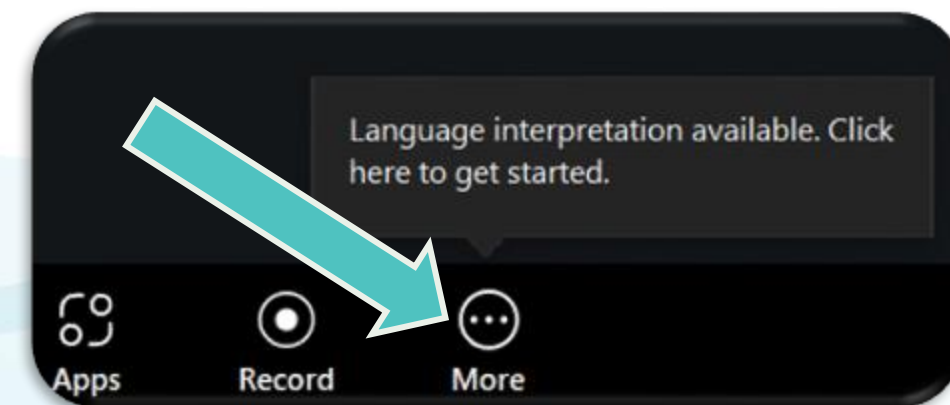 Language interpretation available. Click
here to get started.
Apps
Record
More